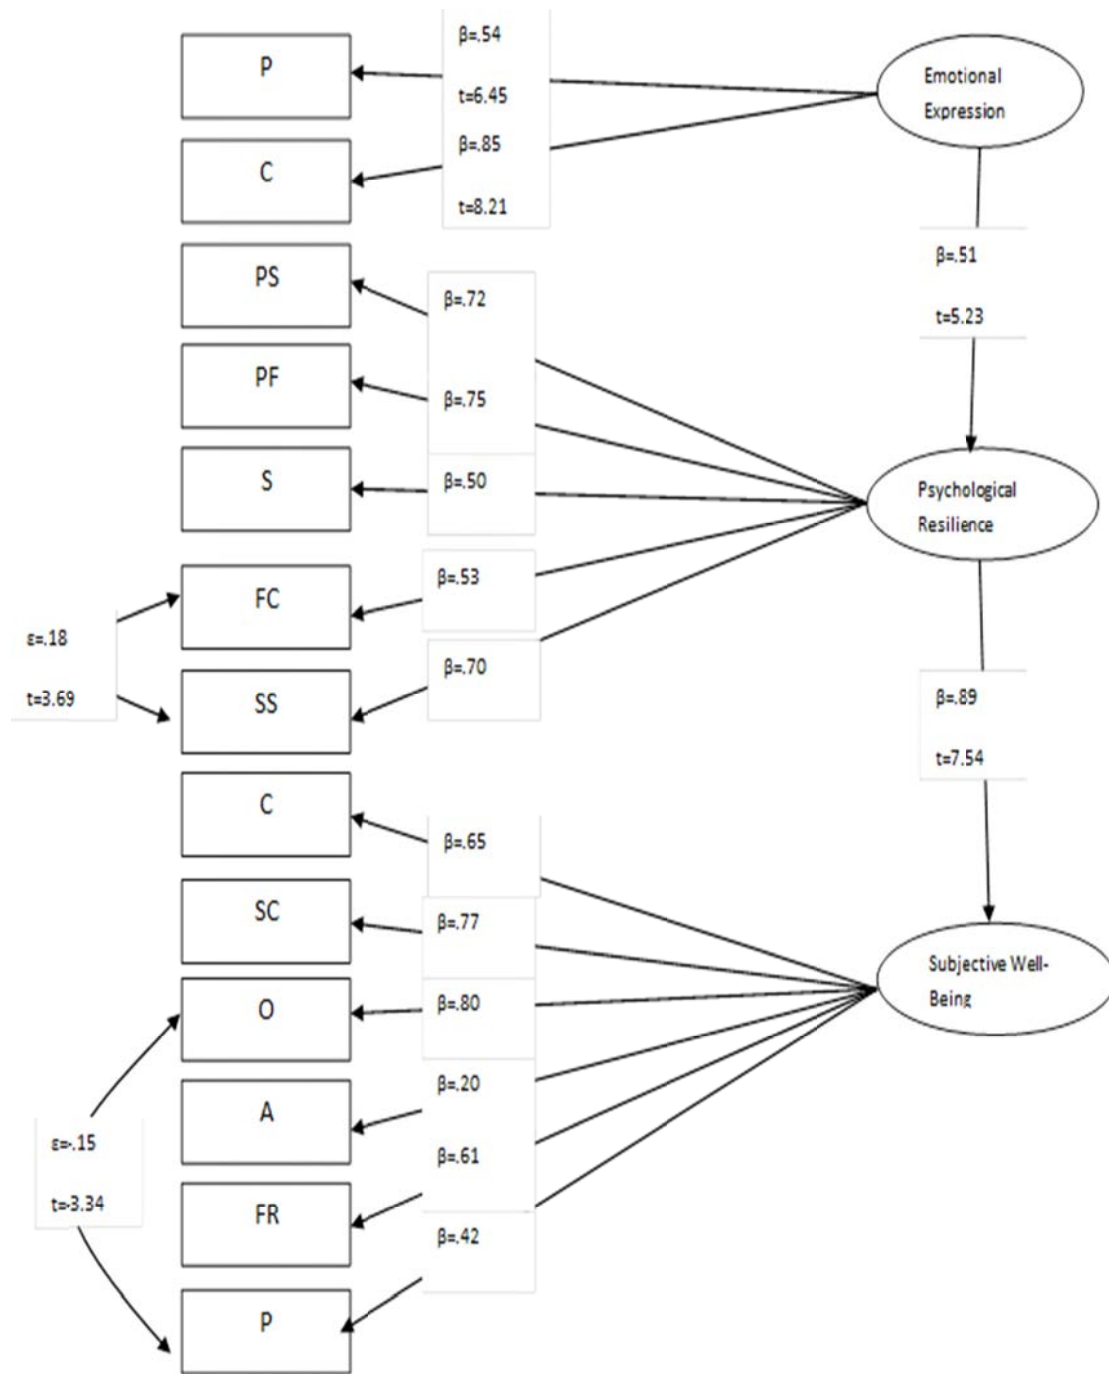 P
β=.54
t=6.45
Emotional
Expression
C
β=.85
t=8.21
PS
β=.72
β=.51
t=5.23
PF
β=.75
S
β=.50
Psychological
Resilience
FC
β=.53
ε=.18
t=3.69
SS
β=.70
β=.89
t=7.54
C
β=.65
SC
β=.77
Subjective Well-
Being
O
β=.80
A
β=.20
ε=-.15
t=-3.34
FR
β=.61
P
β=.42